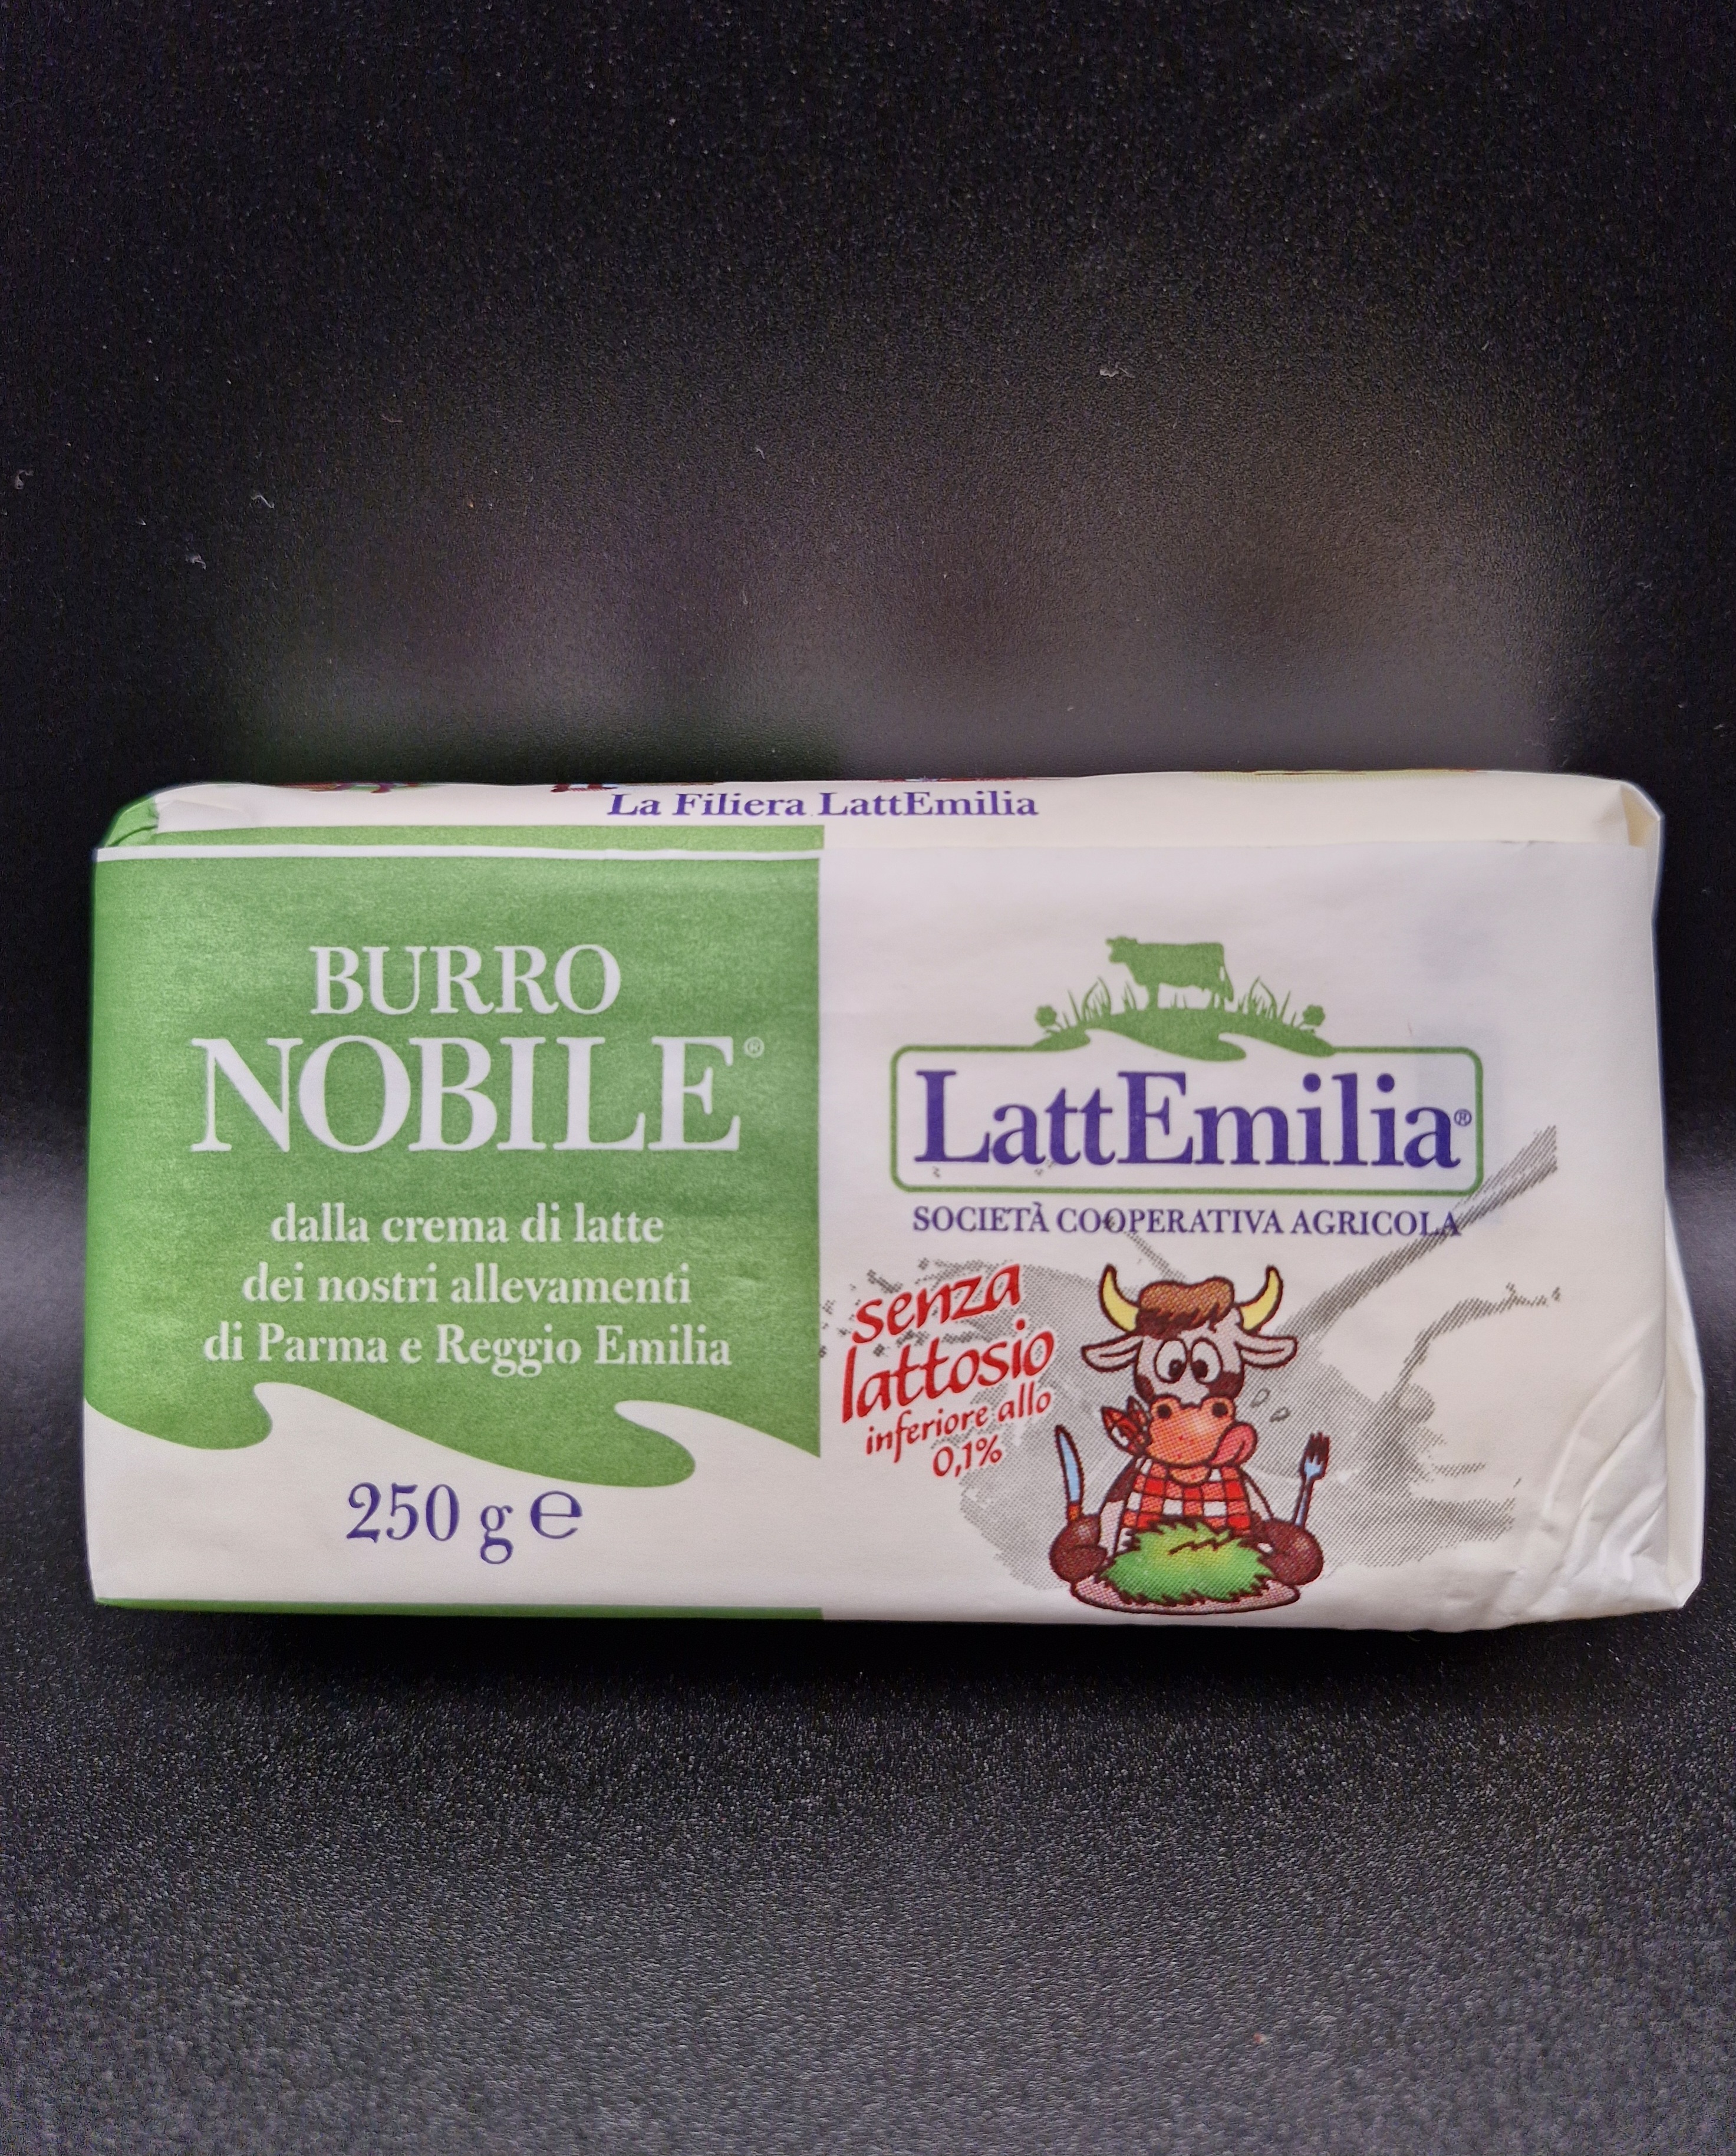 La Filiera LattEmilia
BURRO
NOBILE®
dalla crema di latte
dei nostri allevamenti
di Parma e Reggio Emilia
250 g ℮
LattEmilia®
SOCIETÀ COOPERATIVA AGRICOLA
senza
lattosio
inferiore allo
0,1%